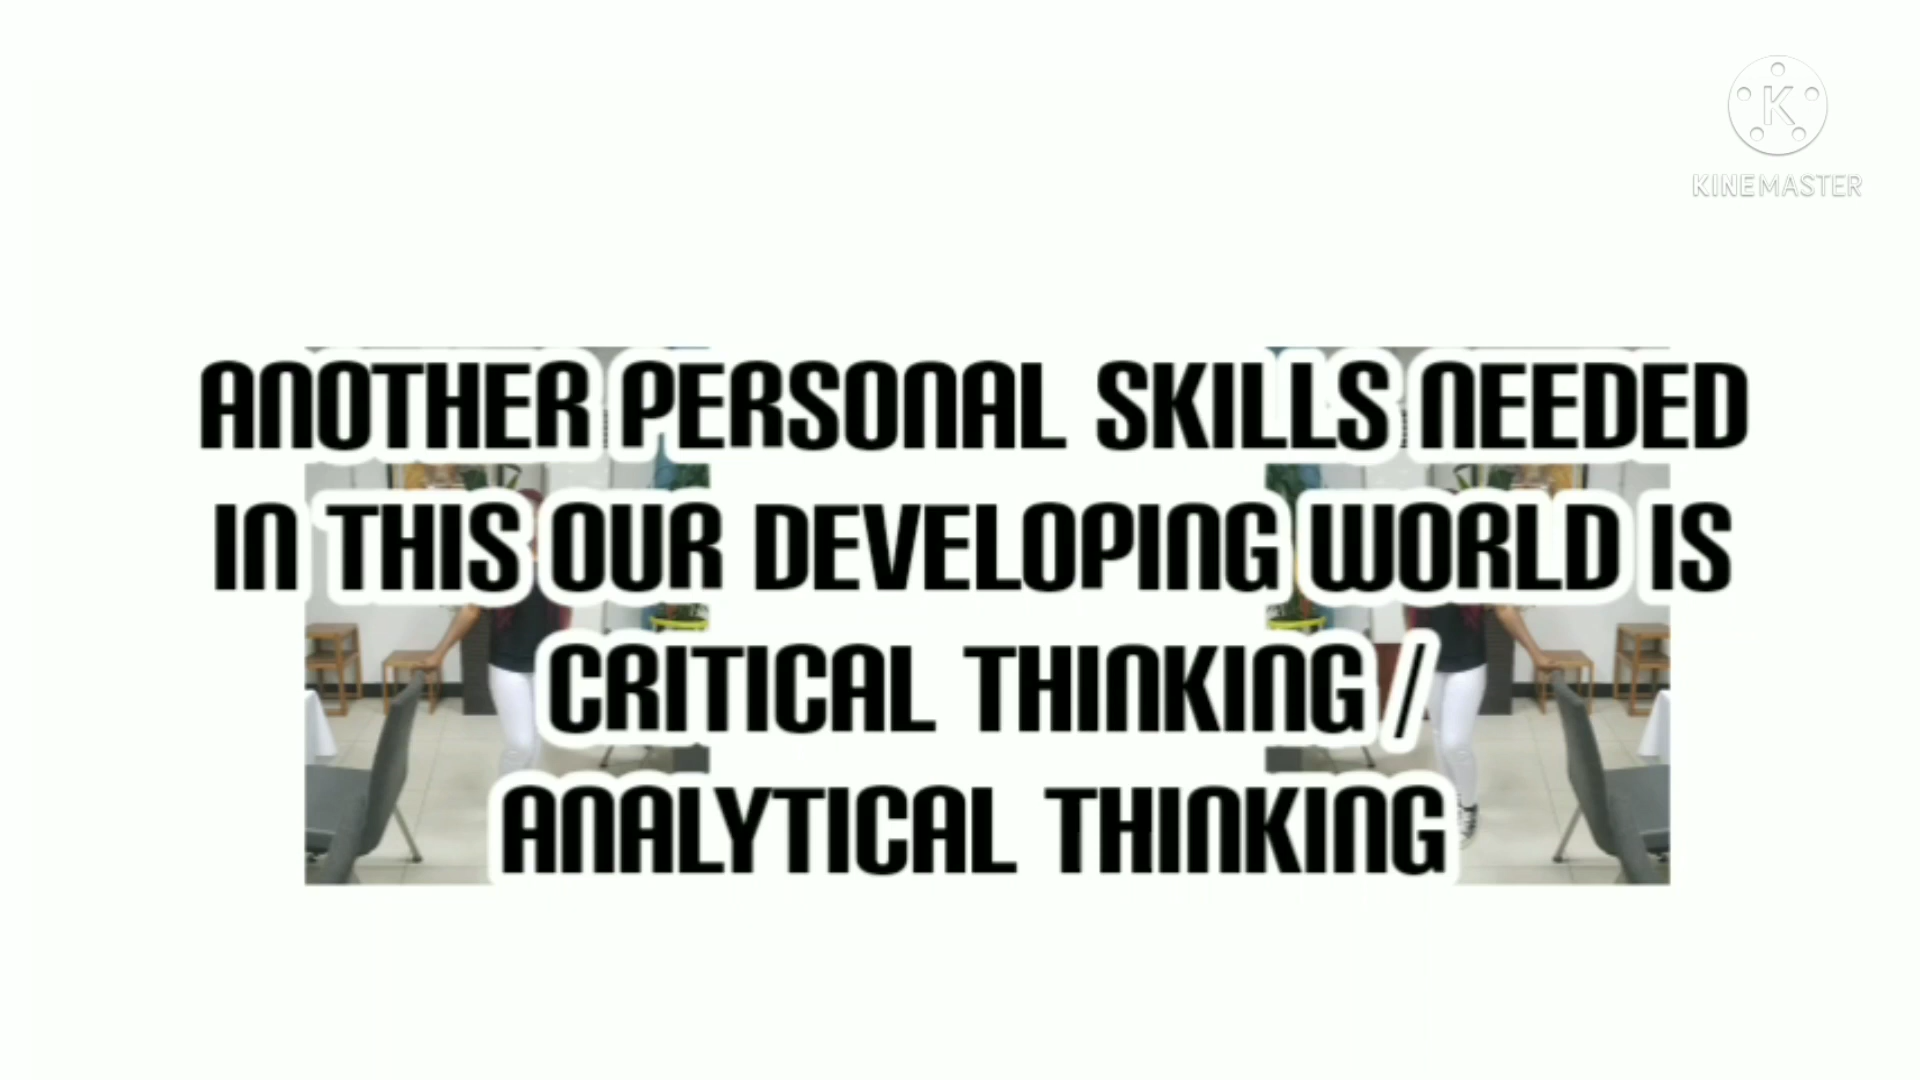 K
KINEMASTER
ANOTHER PERSONAL SKILLS NEEDED
IN THIS OUR DEVELOPING WORLD IS
CRITICAL THINKING /
ANALYTICAL THINKING